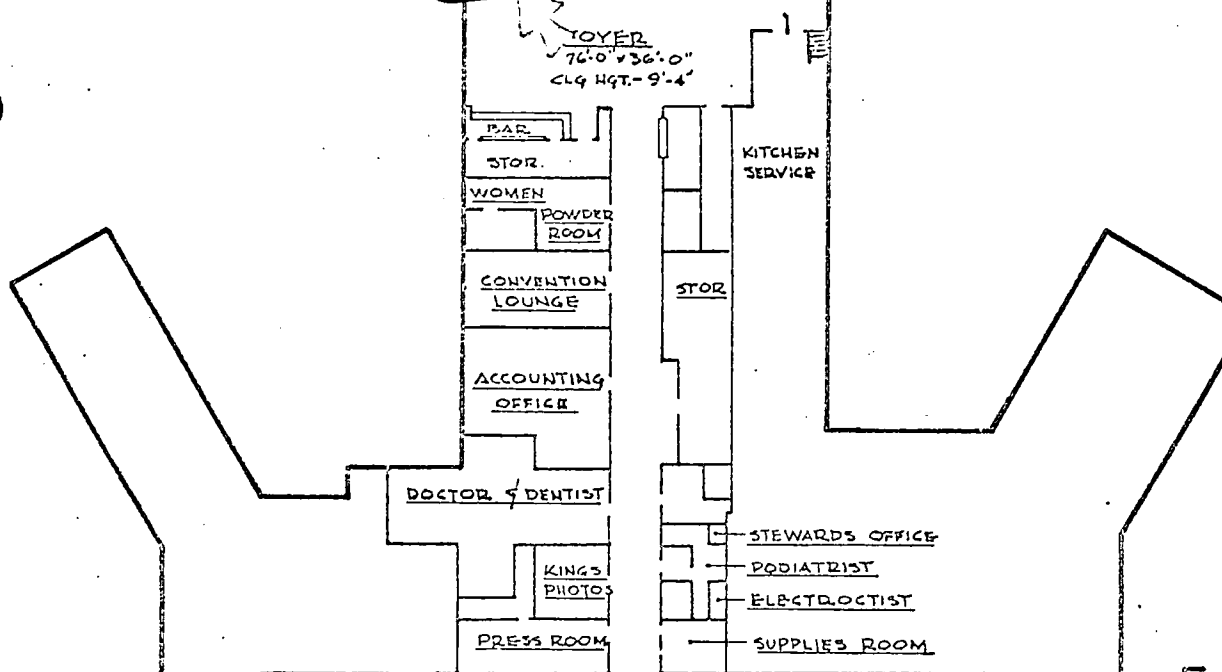 OYER
76'-0" x 36'-0"
CLG HGT.- 9'-4"
BAR
STOR.
WOMEN
POWDER
ROOM
CONVENTION
LOUNGE
ACCOUNTING
OFFICE
DOCTOR & DENTIST
KINGS
PHOTOS
PRESS ROOM
KITCHEN
SERVICE
STOR
STEWARDS OFFICE
PODIATRIST
ELECTROCTIST
SUPPLIES ROOM